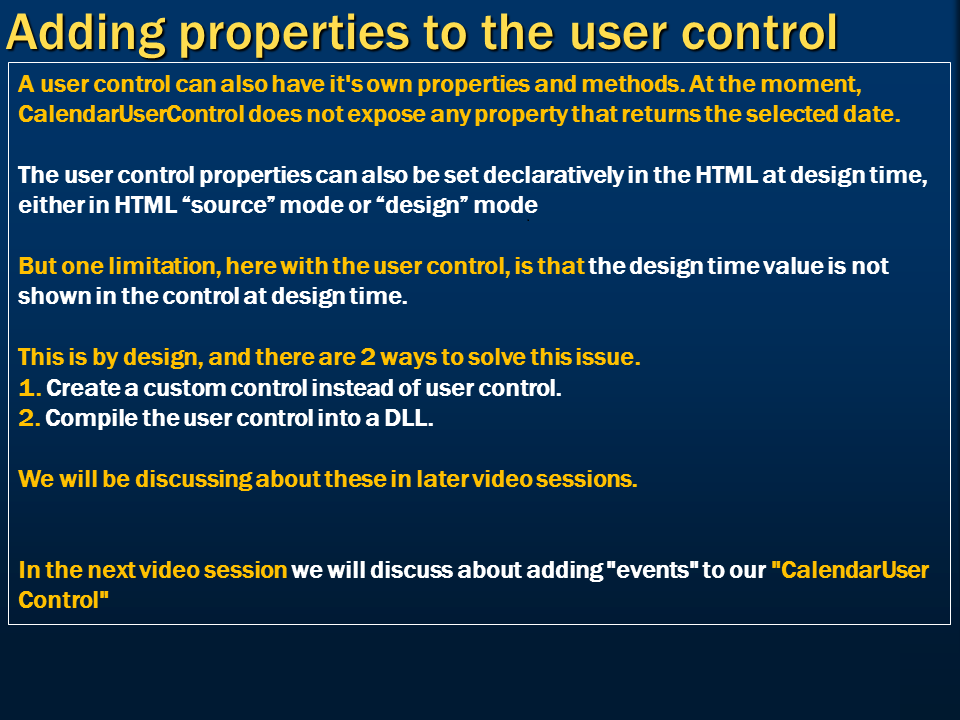 Adding properties to the user control
A user control can also have it's own properties and methods. At the moment,
CalendarUserControl does not expose any property that returns the selected date.
The user control properties can also be set declaratively in the HTML at design time,
either in HTML “source” mode or “design” mode
But one limitation, here with the user control, is that the design time value is not
shown in the control at design time.
This is by design, and there are 2 ways to solve this issue.
1. Create a custom control instead of user control.
2. Compile the user control into a DLL.
We will be discussing about these in later video sessions.
In the next video session we will discuss about adding "events" to our "CalendarUser
Control"